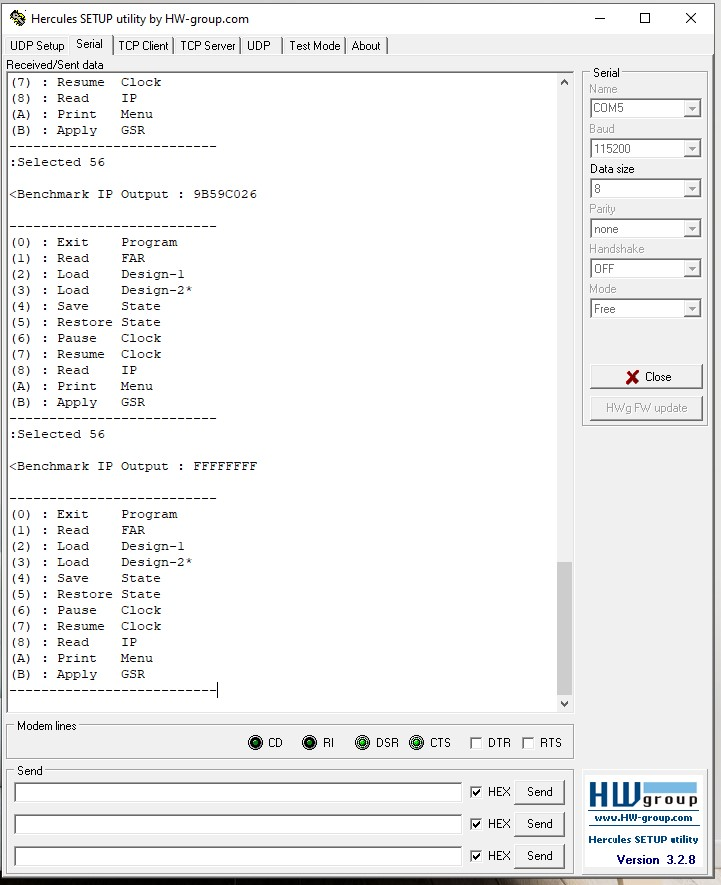 Hercules SETUP utility by HW-group.com
UDP Setup Serial TCP Client TCP Server UDP Test Mode About
Received/Sent data
(7) : Resume  Clock
(8) : Read    IP
(A) : Print   Menu
(B) : Apply   GSR
--------------------------
:Selected 56
<Benchmark IP Output : 9B59C026
--------------------------
(0) : Exit    Program
(1) : Read    FAR
(2) : Load    Design-1
(3) : Load    Design-2*
(4) : Save    State
(5) : Restore State
(6) : Pause   Clock
(7) : Resume  Clock
(8) : Read    IP
(A) : Print   Menu
(B) : Apply   GSR
--------------------------
:Selected 56
<Benchmark IP Output : FFFFFFFF
--------------------------
(0) : Exit    Program
(1) : Read    FAR
(2) : Load    Design-1
(3) : Load    Design-2*
(4) : Save    State
(5) : Restore State
(6) : Pause   Clock
(7) : Resume  Clock
(8) : Read    IP
(A) : Print   Menu
(B) : Apply   GSR
--------------------------
Serial
Name
COM5
Baud
115200
Data size
8
Parity
none
Handshake
OFF
Mode
Free
Close
HWg FW update
Modem lines
CD RI DSR CTS DTR RTS
Send
HEX Send
HEX Send
HEX Send
HW group
www.HW-group.com
Hercules SETUP utility
Version 3.2.8